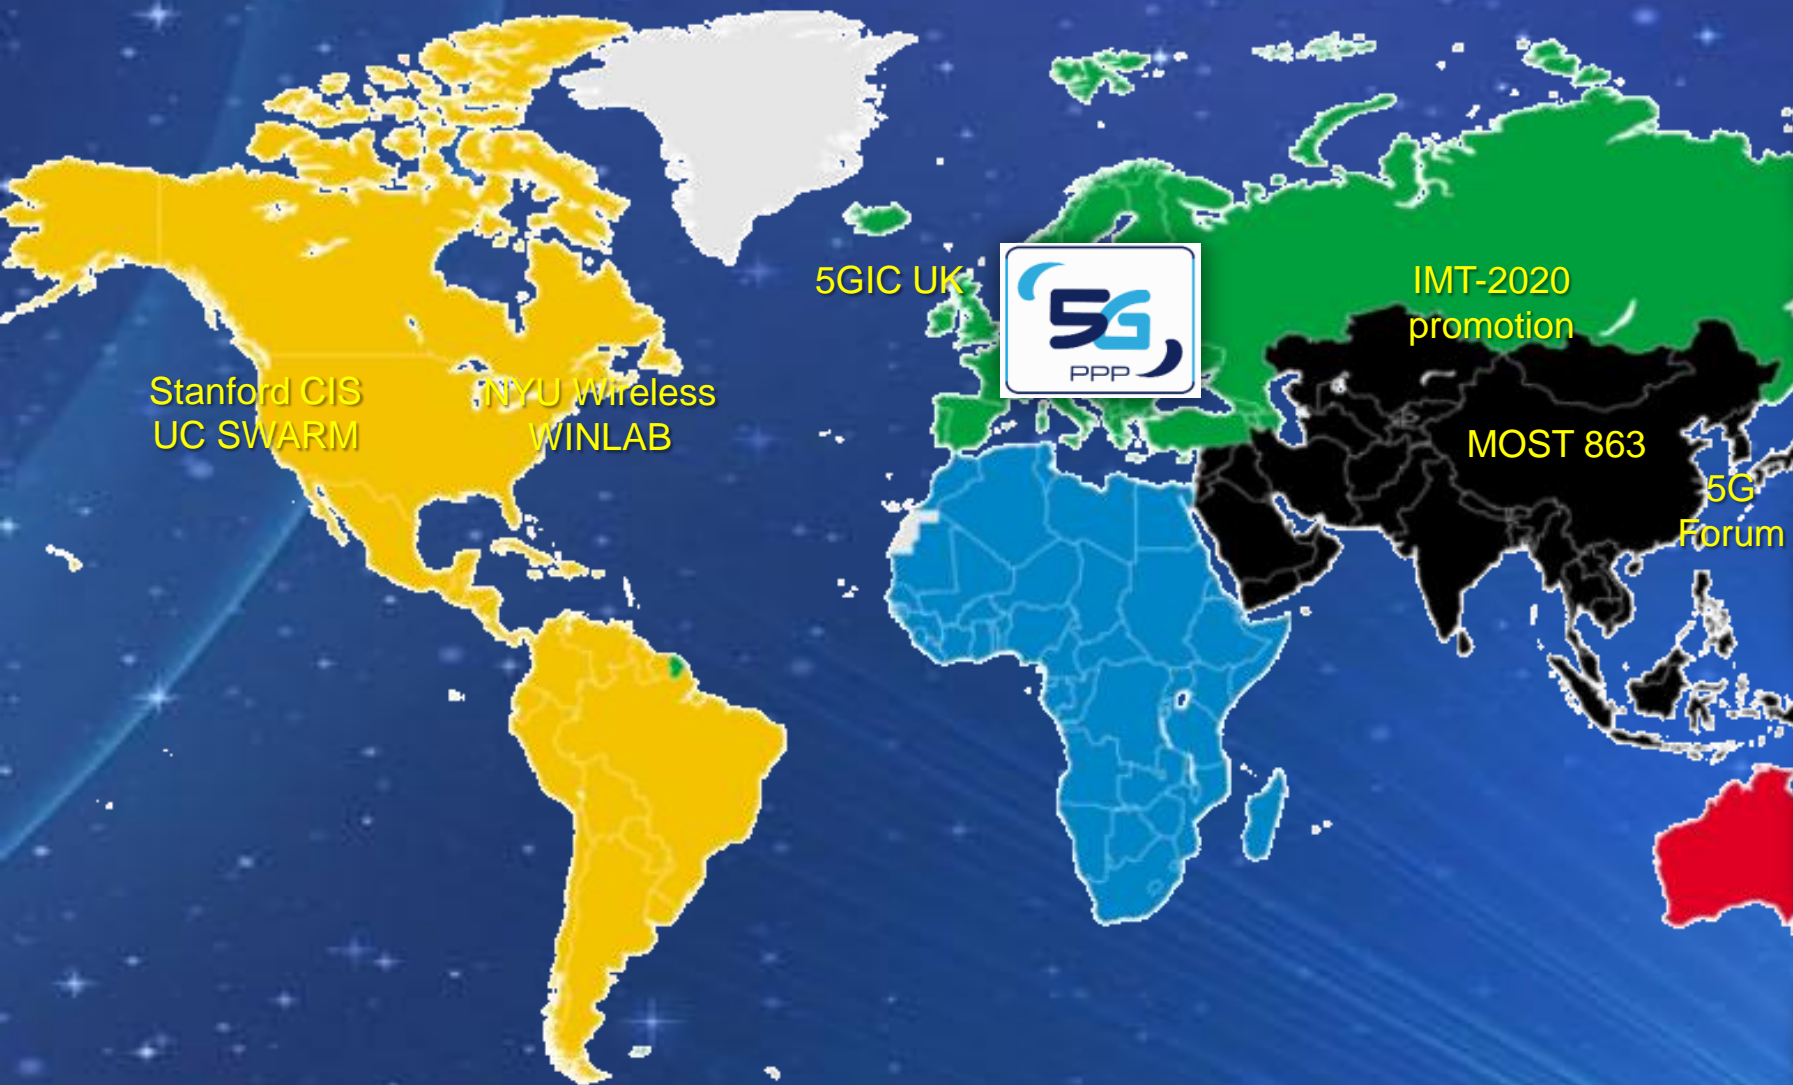 5GIC UK
5G
PPP
IMT-2020
promotion
Stanford CIS
UC SWARM
NYU Wireless
WINLAB
MOST 863
5G
Forum